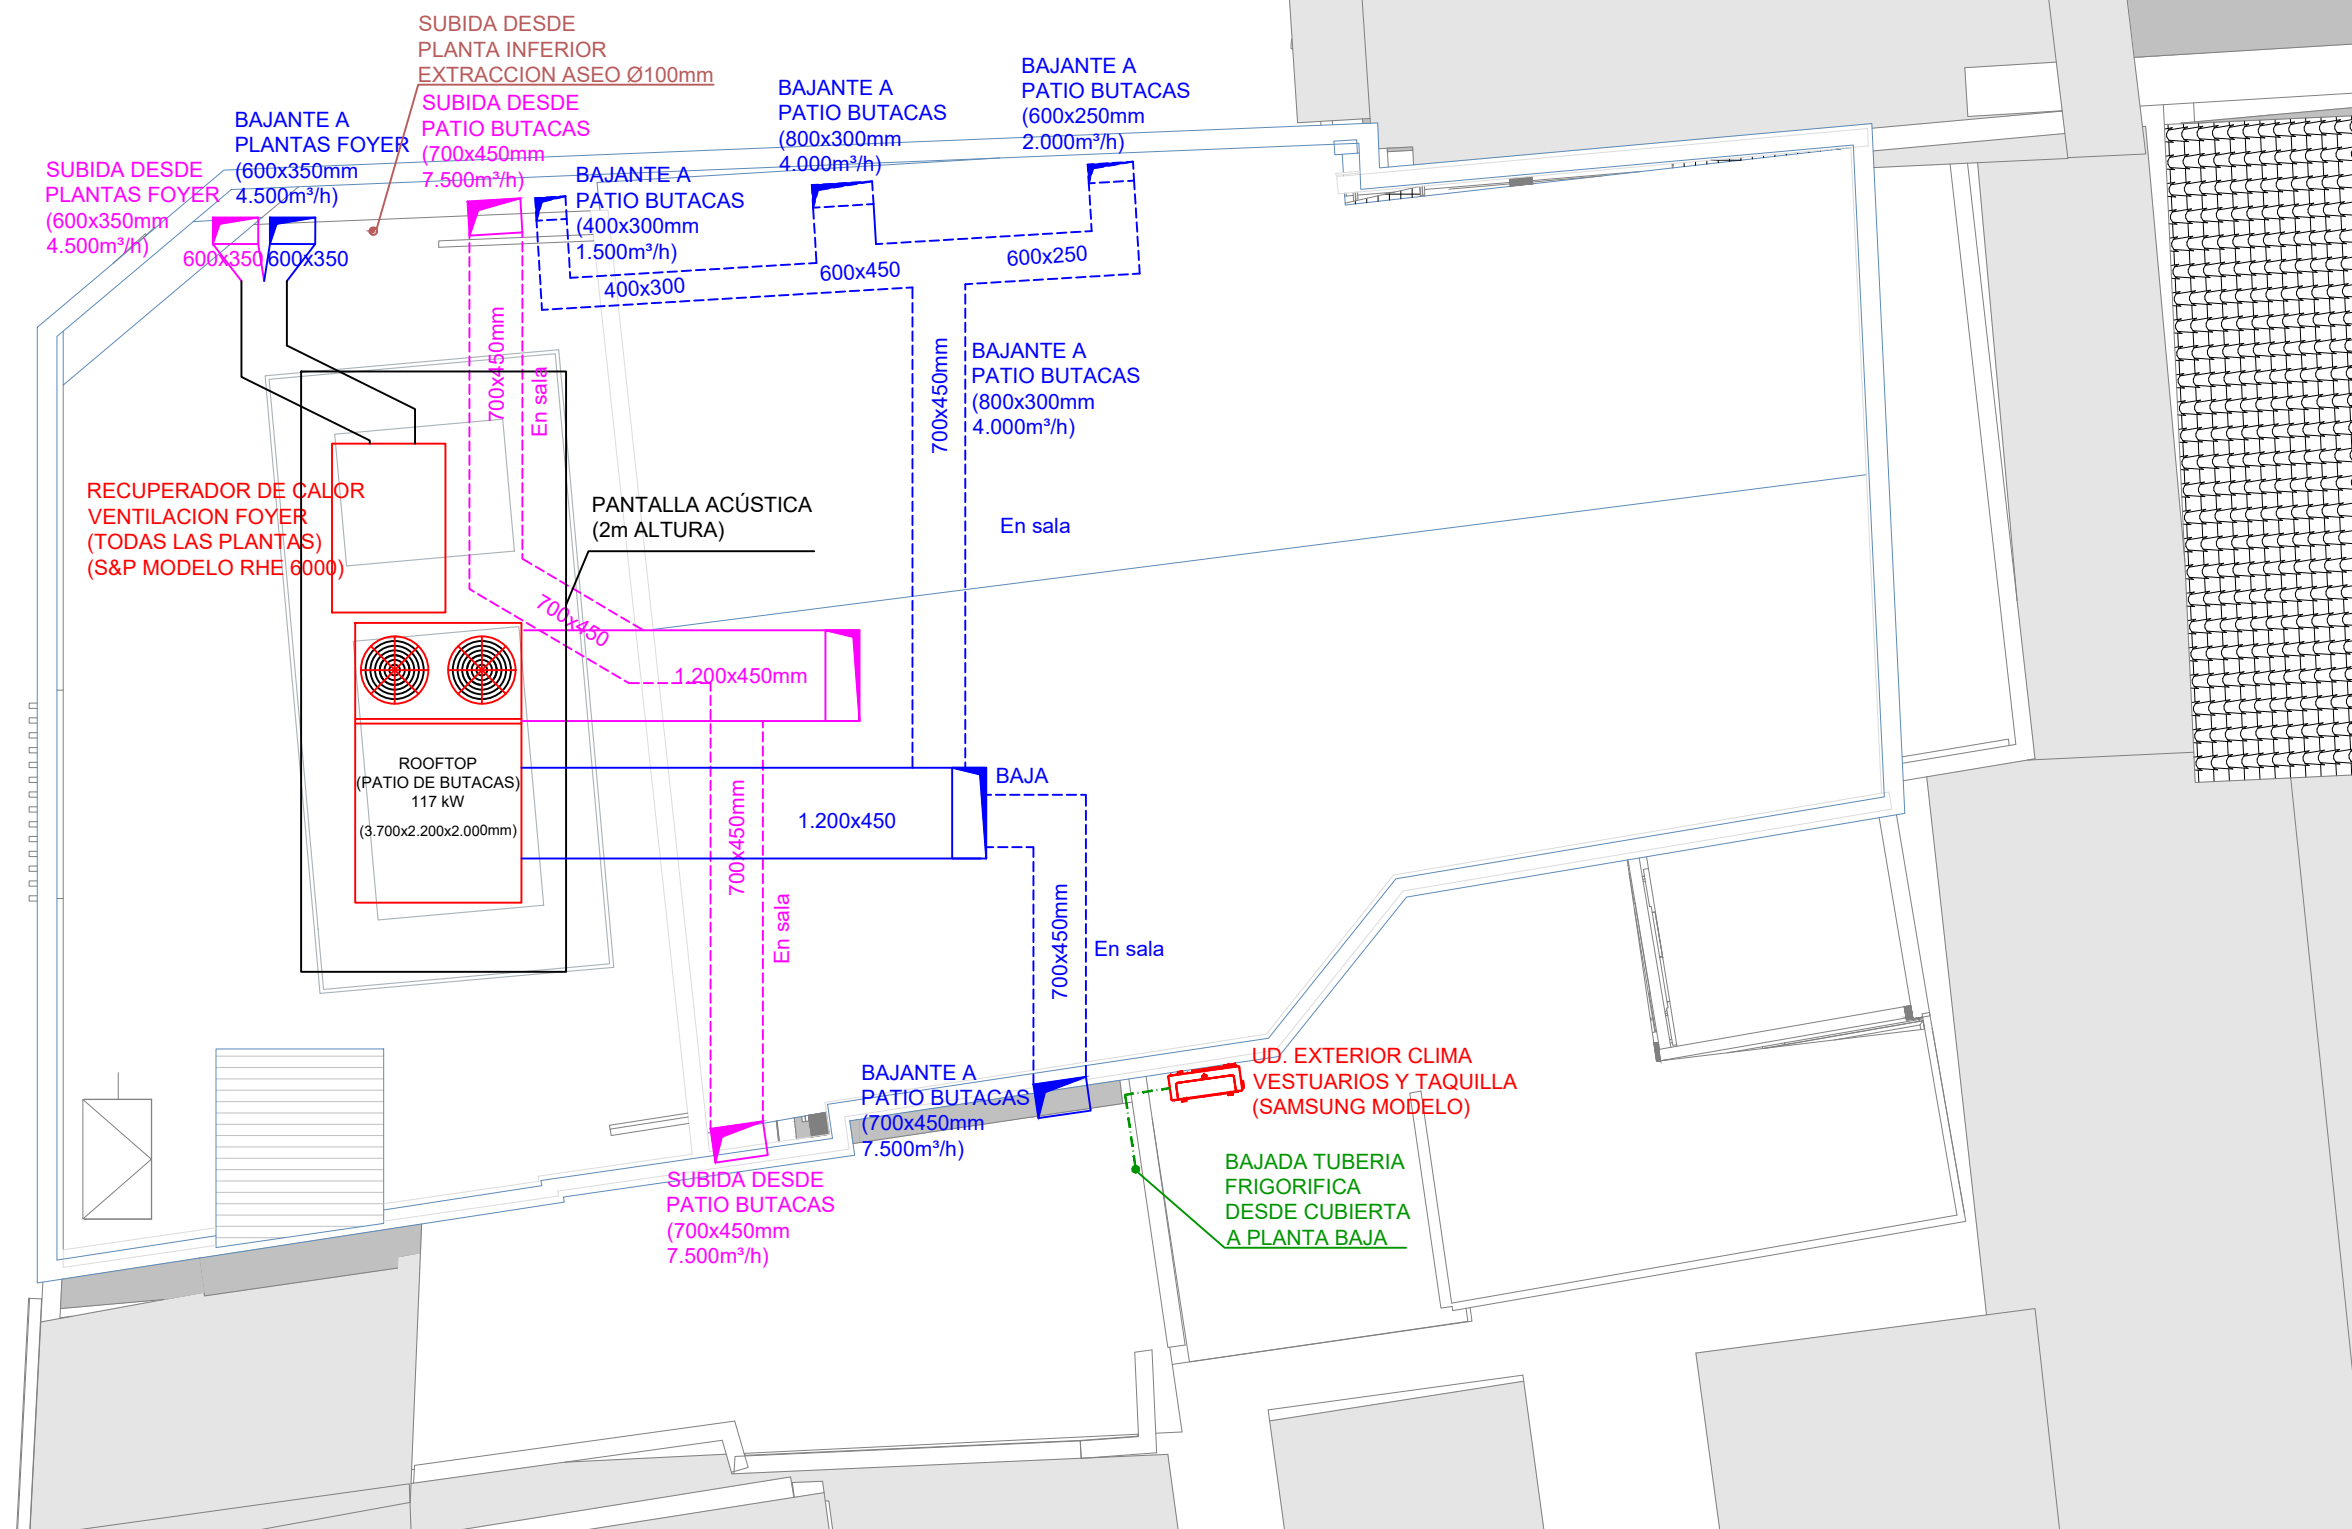 SUBIDA DESDE
PLANTA INFERIOR
EXTRACCION ASEO Ø100mm
SUBIDA DESDE
PLANTAS FOYER
(600x350mm
4.500m³/h)
BAJANTE A
PLANTAS FOYER
(600x350mm
4.500m³/h)
SUBIDA DESDE
PATIO BUTACAS
(700x450mm
7.500m³/h)
BAJANTE A
PATIO BUTACAS
(400x300mm
1.500m³/h)
BAJANTE A
PATIO BUTACAS
(800x300mm
4.000m³/h)
BAJANTE A
PATIO BUTACAS
(600x250mm
2.000m³/h)
600x350
600x350
400x300
600x450
600x250
700x450mm
En sala
700x450mm
BAJANTE A
PATIO BUTACAS
(800x300mm
4.000m³/h)
En sala
RECUPERADOR DE CALOR
VENTILACION FOYER
(TODAS LAS PLANTAS)
(S&P MODELO RHE 6000)
PANTALLA ACÚSTICA
(2m ALTURA)
700x450
1.200x450mm
ROOFTOP
(PATIO DE BUTACAS)
117 kW
(3.700x2.200x2.000mm)
BAJA
1.200x450
700x450mm
En sala
700x450mm
En sala
BAJANTE A
PATIO BUTACAS
(700x450mm
7.500m³/h)
UD. EXTERIOR CLIMA
VESTUARIOS Y TAQUILLA
(SAMSUNG MODELO)
SUBIDA DESDE
PATIO BUTACAS
(700x450mm
7.500m³/h)
BAJADA TUBERIA
FRIGORIFICA
DESDE CUBIERTA
A PLANTA BAJA